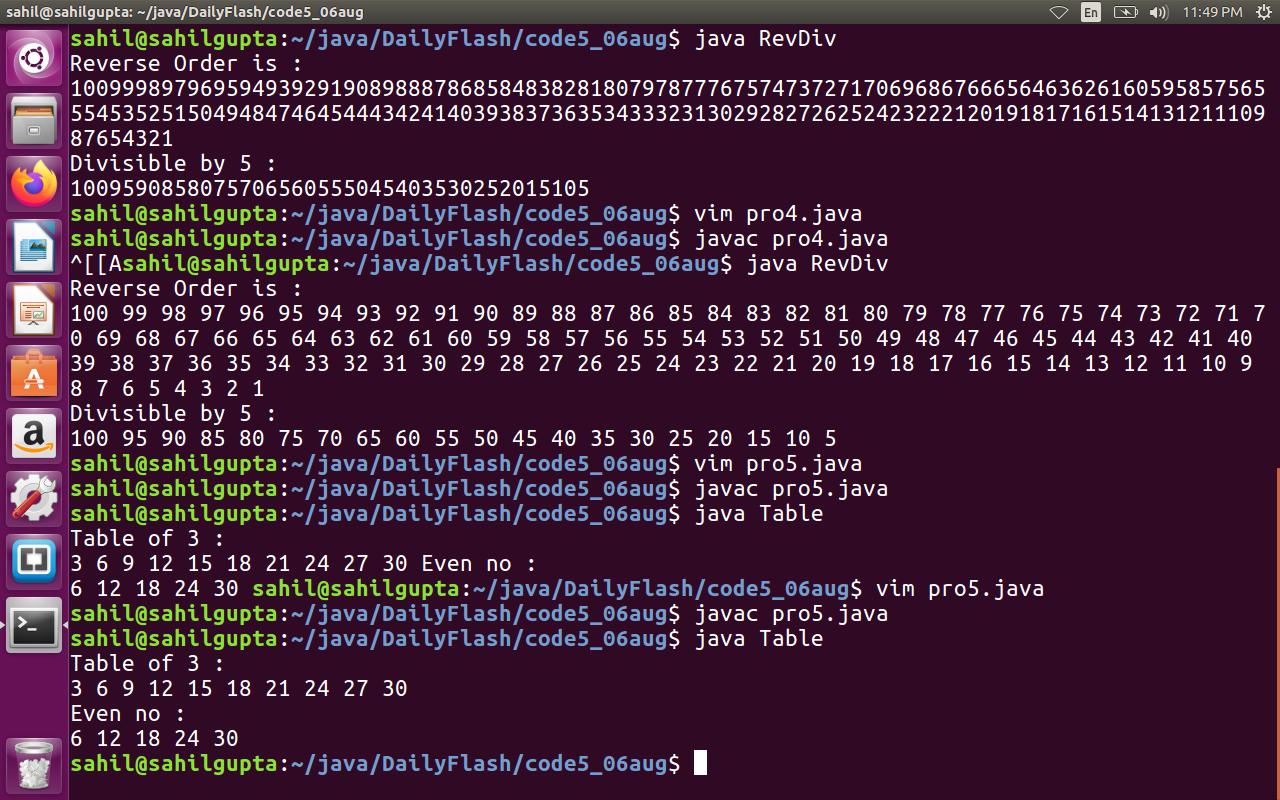 sahil@sahilgupta: ~/java/DailyFlash/code5_06aug
En
11:49 PM
sahil@sahilgupta:~/java/DailyFlash/code5_06aug$ java RevDiv
Reverse Order is :
10099989796959493929190898887868584838281807978777675747372717069686766656463626160595857565
55453525150494847464544434241403938373635343332313029282726252423222120191817161514131211109
87654321
Divisible by 5 :
10095908580757065605550454035302520151​05
sahil@sahilgupta:~/java/DailyFlash/code5_06aug$ vim pro4.java
sahil@sahilgupta:~/java/DailyFlash/code5_06aug$ javac pro4.java
^[[Asahil@sahilgupta:~/java/DailyFlash/code5_06aug$ java RevDiv
Reverse Order is :
100 99 98 97 96 95 94 93 92 91 90 89 88 87 86 85 84 83 82 81 80 79 78 77 76 75 74 73 72 71 7
0 69 68 67 66 65 64 63 62 61 60 59 58 57 56 55 54 53 52 51 50 49 48 47 46 45 44 43 42 41 40
39 38 37 36 35 34 33 32 31 30 29 28 27 26 25 24 23 22 21 20 19 18 17 16 15 14 13 12 11 10 9
8 7 6 5 4 3 2 1
Divisible by 5 :
100 95 90 85 80 75 70 65 60 55 50 45 40 35 30 25 20 15 10 5
sahil@sahilgupta:~/java/DailyFlash/code5_06aug$ vim pro5.java
sahil@sahilgupta:~/java/DailyFlash/code5_06aug$ javac pro5.java
sahil@sahilgupta:~/java/DailyFlash/code5_06aug$ java Table
Table of 3 :
3 6 9 12 15 18 21 24 27 30 Even no :
6 12 18 24 30 sahil@sahilgupta:~/java/DailyFlash/code5_06aug$ vim pro5.java
sahil@sahilgupta:~/java/DailyFlash/code5_06aug$ javac pro5.java
sahil@sahilgupta:~/java/DailyFlash/code5_06aug$ java Table
Table of 3 :
3 6 9 12 15 18 21 24 27 30
Even no :
6 12 18 24 30
sahil@sahilgupta:~/java/DailyFlash/code5_06aug$